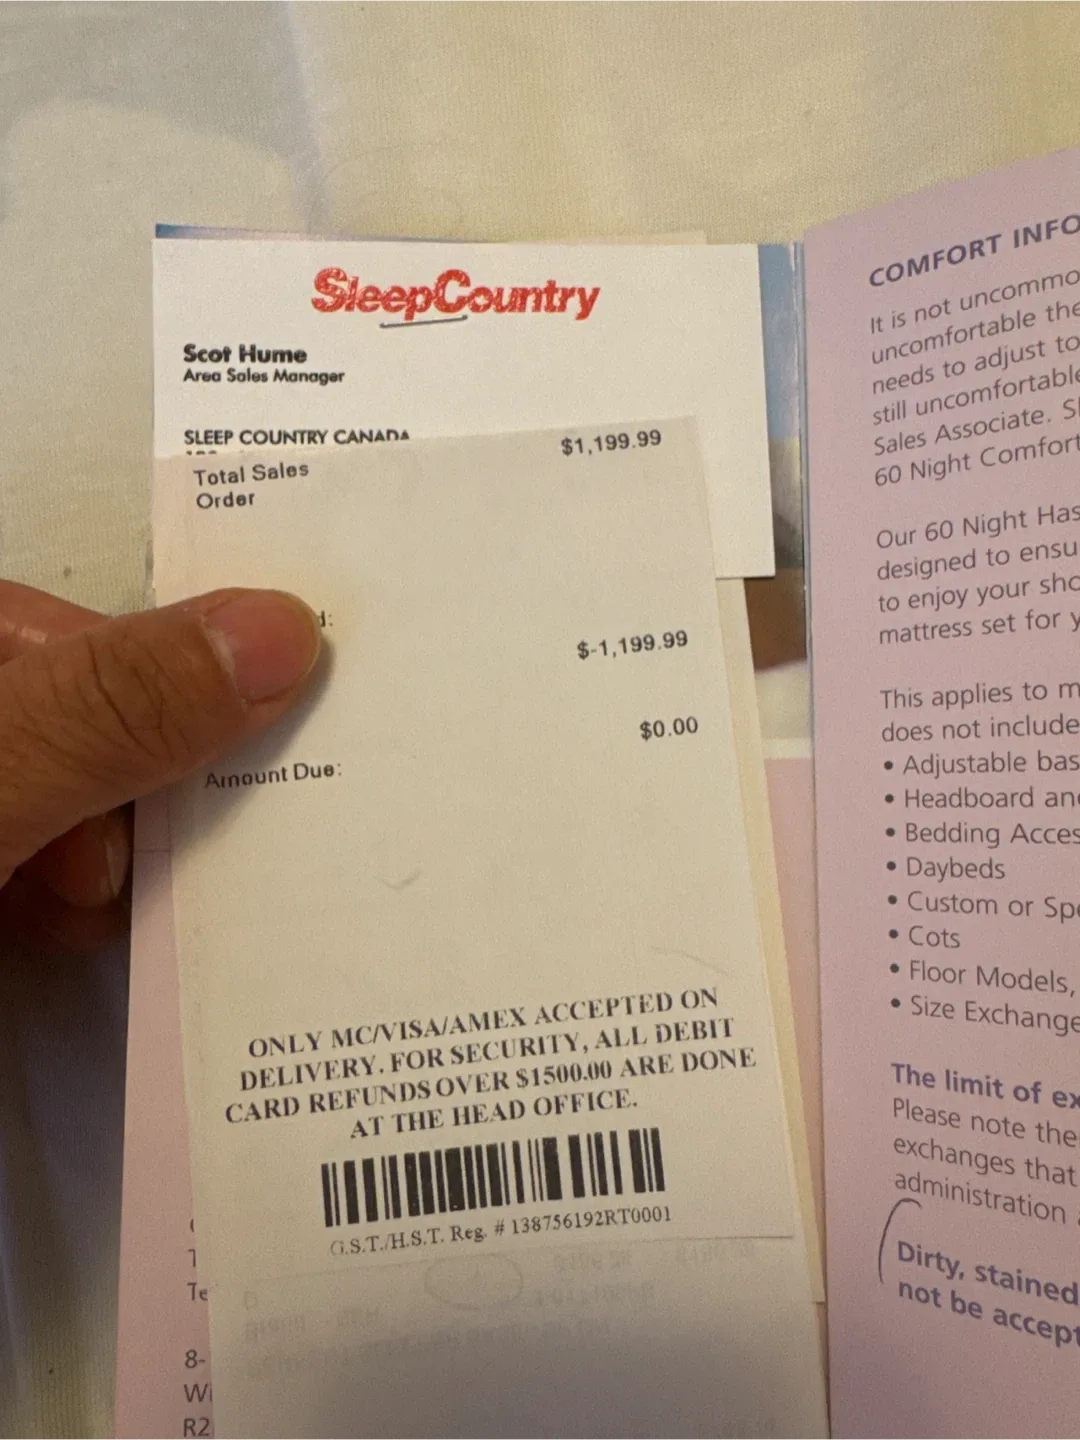 SleepCountry
Scot Hume
Area Sales Manager
SLEEP COUNTRY CANADA
Total Sales $1,199.99
Order
d:
$-1,199.99
$0.00
Amount Due:
ONLY MC/VISA/AMEX ACCEPTED ON
DELIVERY. FOR SECURITY, ALL DEBIT
CARD REFUNDS OVER $1500.00 ARE DONE
AT THE HEAD OFFICE.
G.S.T./H.S.T. Reg. # 138756192RT0001
Te
8-
Wi
R2
COMFORT INFO
It is not uncommo
uncomfortable the
needs to adjust to
still uncomfortable
Sales Associate. Sl
60 Night Comfort
Our 60 Night Has
designed to ensu
to enjoy your sho
mattress set for y
This applies to m
does not include
• Adjustable bas
• Headboard an
• Bedding Acces
• Daybeds
• Custom or Spe
• Cots
• Floor Models,
• Size Exchange
The limit of ex
Please note the
exchanges that
administration
Dirty, stained
not be accept